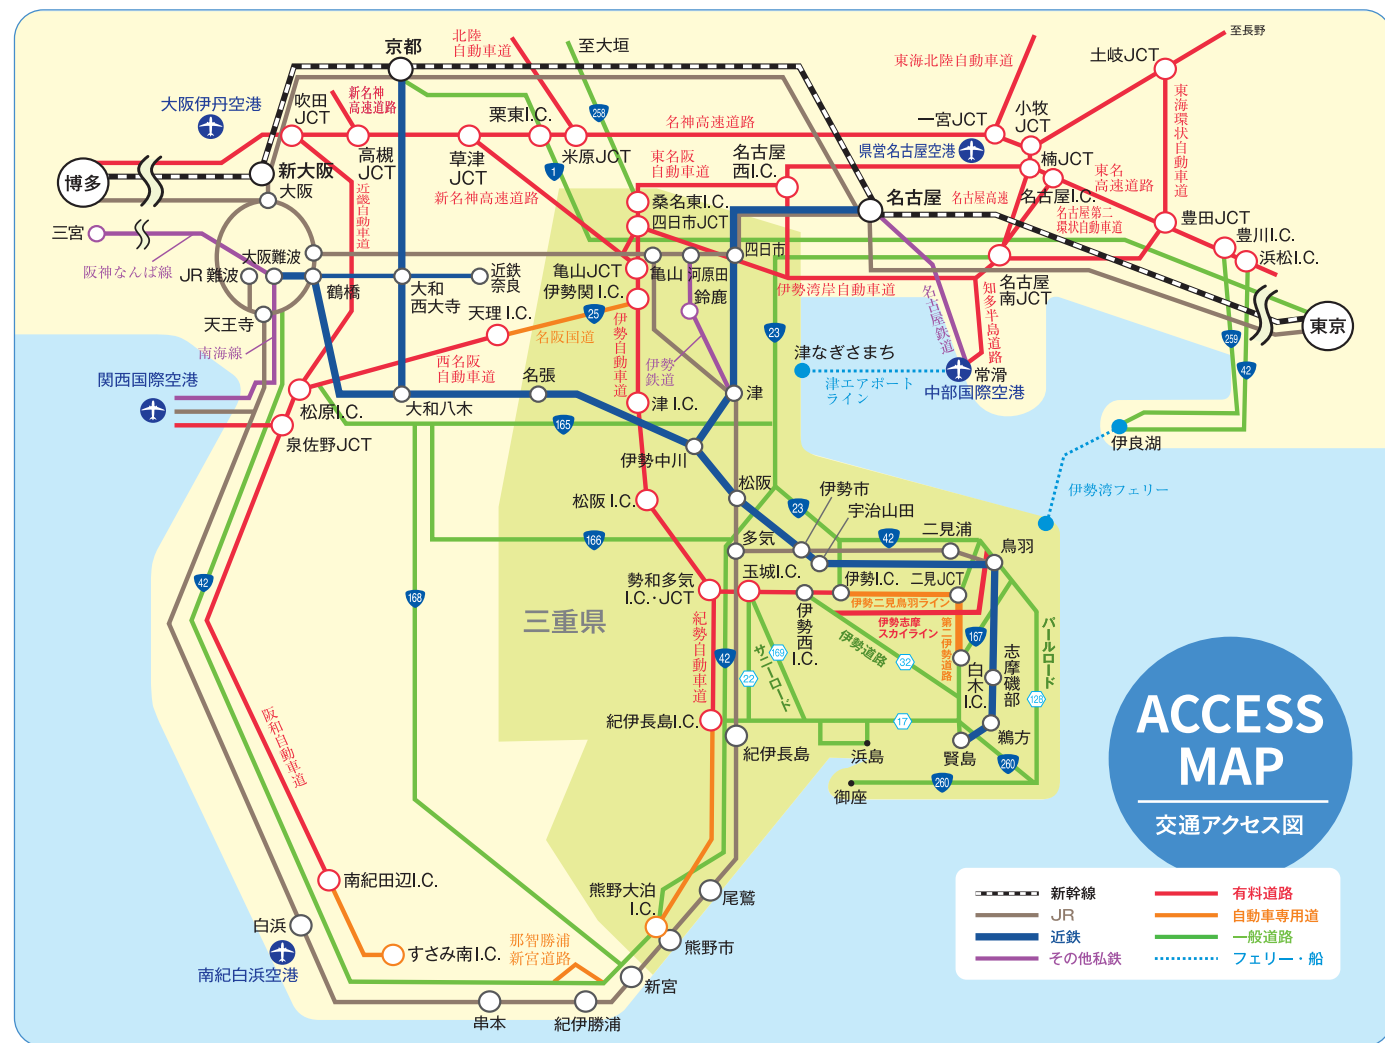 至長野
北陸
自動車道
至大垣
京都
東海北陸自動車道
土岐JCT
大阪伊丹空港
吹田
JCT
新名神
高速道路
栗東I.C.
258
名神高速道路
一宮JCT
小牧
JCT
東海環状自動車道
高槻
JCT
草津
JCT
米原JCT
東名阪
自動車道
名古屋
西I.C.
県営名古屋空港
楠JCT
東名
高速道路
博多
新大阪
大阪
近畿自動車道
新名神高速道路
1
桑名東I.C.
四日市JCT
名古屋
名古屋高速
名古屋I.C.
名古屋第二
環状自動車道
豊田JCT
豊川I.C.
浜松I.C.
三宮
阪神なんば線
大阪難波
JR難波
鶴橋
大和
西大寺
近鉄
奈良
亀山JCT
亀山
河原田
四日市
伊勢関I.C.
鈴鹿
伊勢湾岸自動車道
名古屋
南JCT
知多半島道路
名古屋鉄道
天王寺
天理I.C.
25
名阪国道
伊勢自動車道
伊勢
鉄道
23
東京
259
42
南海線
西名阪
自動車道
名張
津なぎさまち
津エアポート
ライン
常滑
中部国際空港
関西国際空港
松原I.C.
泉佐野JCT
大和八木
津I.C.
津
165
伊勢中川
伊良湖
伊勢湾フェリー
松阪I.C.
松阪
伊勢市
宇治山田
23
二見浦
鳥羽
42
166
多気
42
168
勢和多気
I.C.・JCT
玉城I.C.
伊勢I.C.
二見JCT
伊勢二見鳥羽ライン
伊勢西I.C.
伊勢志摩
スカイライン
第二伊勢道路
167
三重県
紀勢自動車道
42
サニーロード
169
22
伊勢道路
32
白木I.C.
志摩磯部
パールロード
128
阪和自動車道
紀伊長島I.C.
紀伊長島
17
浜島
賢島
鵜方
260
260
御座
ACCESS
MAP
交通アクセス図
南紀田辺I.C.
熊野大泊
I.C.
尾鷲
白浜
すさみ南I.C.
那智勝浦
新宮道路
熊野市
南紀白浜空港
新宮
串本
紀伊勝浦
新幹線
有料道路
JR
自動車専用道
近鉄
一般道路
その他私鉄
フェリー・船